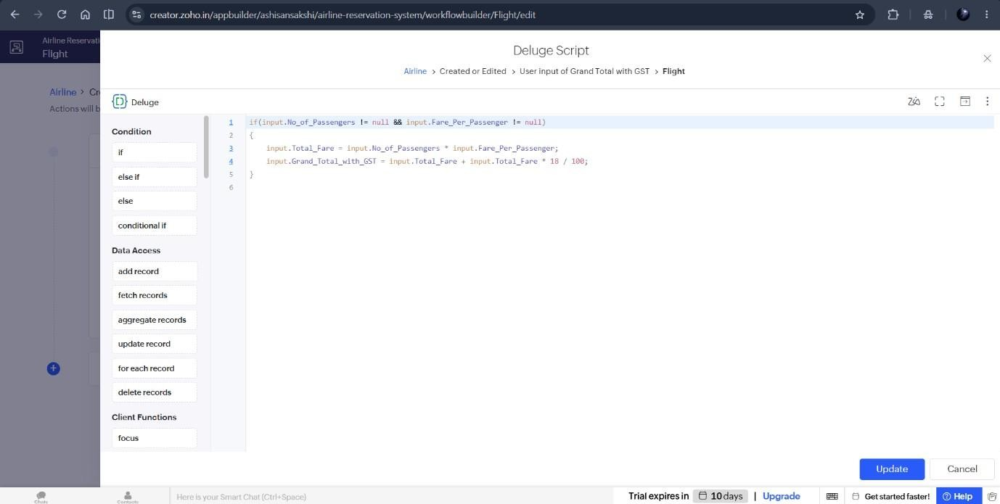 creator.zoho.in/appbuilder/ashisansakshi/airline-reservation-system/workflowbuilder/Flight/edit
Airline Reservati
Flight
Deluge Script
Airline > Created or Edited > User input of Grand Total with GST > Flight
Airline > Cre
Actions will b
Deluge
Condition
if
else if
else
conditional if
Data Access
add record
fetch records
aggregate records
update record
for each record
delete records
Client Functions
focus
1 if(input.No_of_Passengers != null && input.Fare_Per_Passenger != null)
2 {
3 input.Total_Fare = input.No_of_Passengers * input.Fare_Per_Passenger;
4 input.Grand_Total_with_GST = input.Total_Fare + input.Total_Fare * 18 / 100;
5 }
6
Update
Cancel
Chats
Contacts
Here is your Smart Chat (Ctrl+Space)
Trial expires in 10 days | Upgrade
Get started faster!
Help